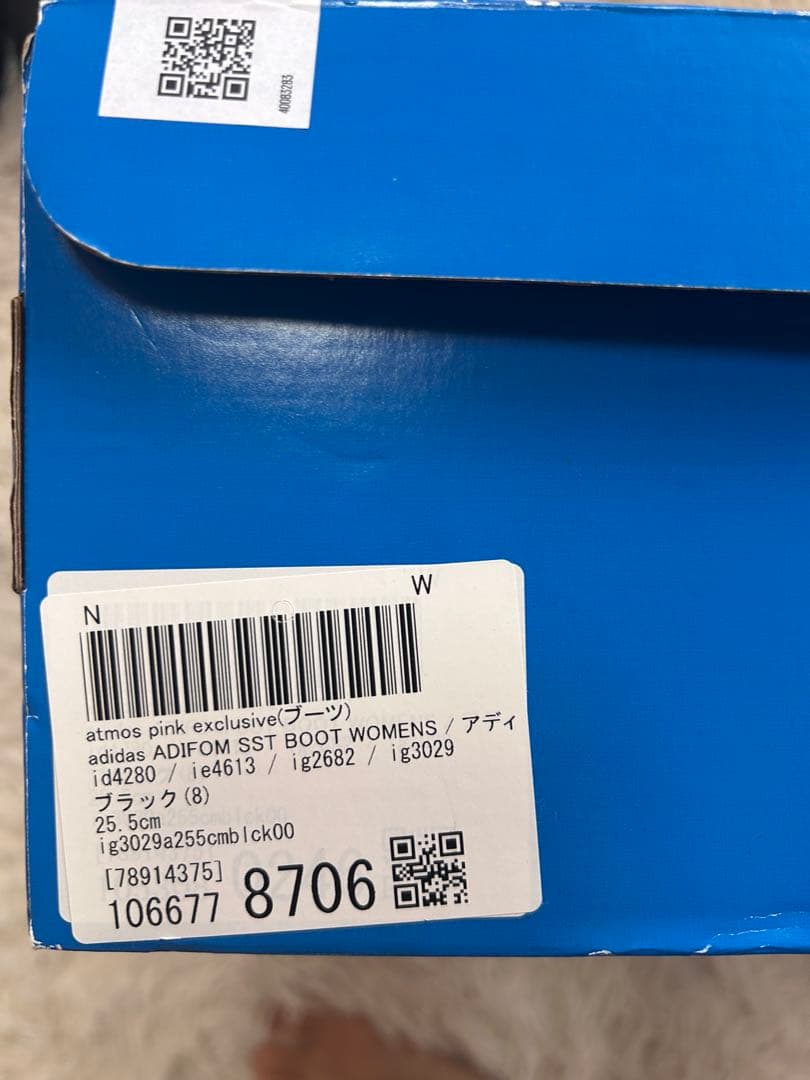 40083283
N W
atmos pink exclusive(ブーツ)
adidas ADIFOM SST BOOT WOMENS / アディ
id4280 / ie4613 / ig2682 / ig3029
ブラック(8)
25.5cm
ig3029a255cmblck00
[78914375]
106677 8706